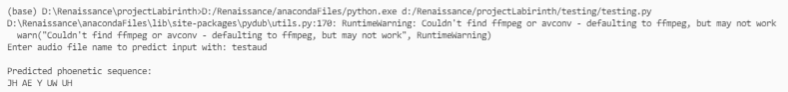 (base) D:\Renaissance\projectLabirinth>D:/Renaissance/anacondaFiles/python.exe d:/Renaissance/projectLabirinth/testing/testing.py
D:\Renaissance\anacondaFiles\lib\site-packages\pydub\utils.py:170: RuntimeWarning: Couldn't find ffmpeg or avconv - defaulting to ffmpeg, but may not work
warn("Couldn't find ffmpeg or avconv - defaulting to ffmpeg, but may not work", RuntimeWarning)
Enter audio file name to predict input with: testaud
Predicted phoenetic sequence:
JH AE Y UW UH